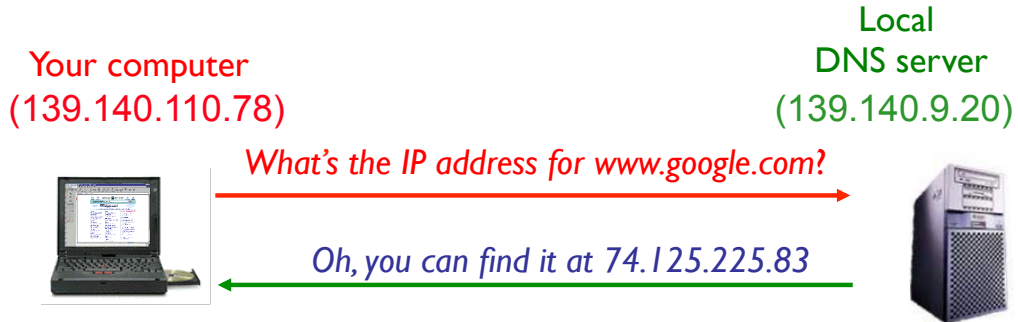 Your computer
(139.140.110.78)
Local
DNS server
(139.140.9.20)
What's the IP address for www.google.com?
Oh, you can find it at 74.125.225.83